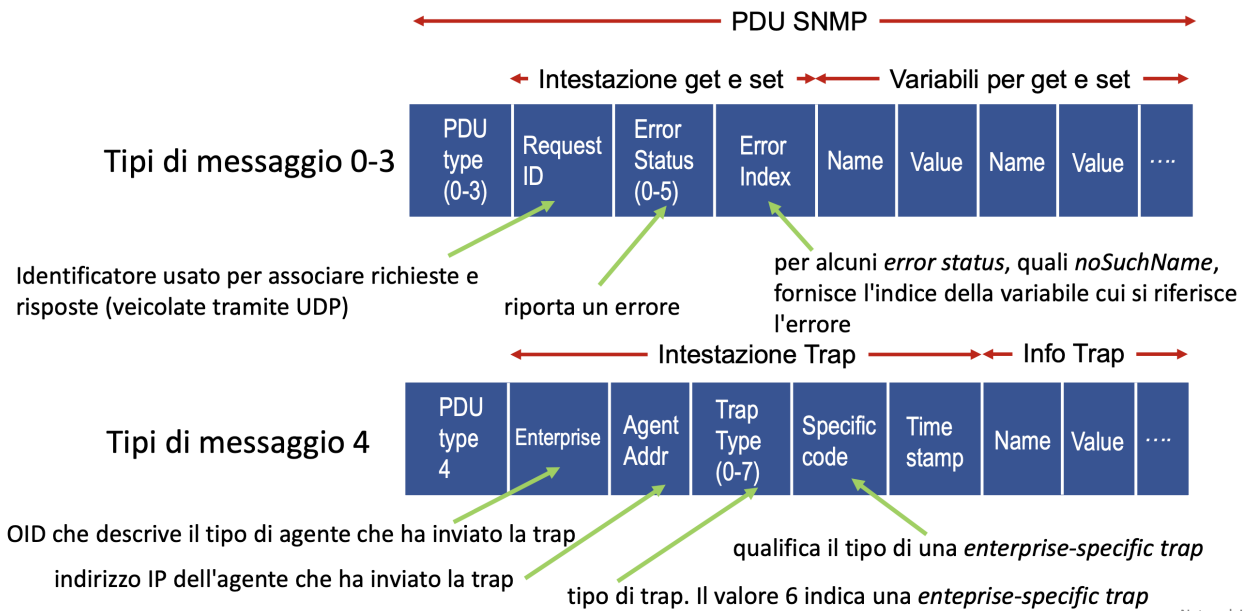 PDU SNMP
Intestazione get e set
Variabili per get e set
Tipi di messaggio 0-3
PDU
type
(0-3)
Request
ID
Error
Status
(0-5)
Error
Index
Name
Value
Name
Value
....
Identificatore usato per associare richieste e
risposte (veicolate tramite UDP)
riporta un errore
per alcuni error status, quali noSuchName,
fornisce l'indice della variabile cui si riferisce
l'errore
Intestazione Trap
Info Trap
Tipi di messaggio 4
PDU
type
4
Enterprise
Agent
Addr
Trap
Type
(0-7)
Specific
code
Time
stamp
Name
Value
....
OID che descrive il tipo di agente che ha inviato la trap
qualifica il tipo di una enterprise-specific trap
indirizzo IP dell'agente che ha inviato la trap
tipo di trap. Il valore 6 indica una enteprise-specific trap